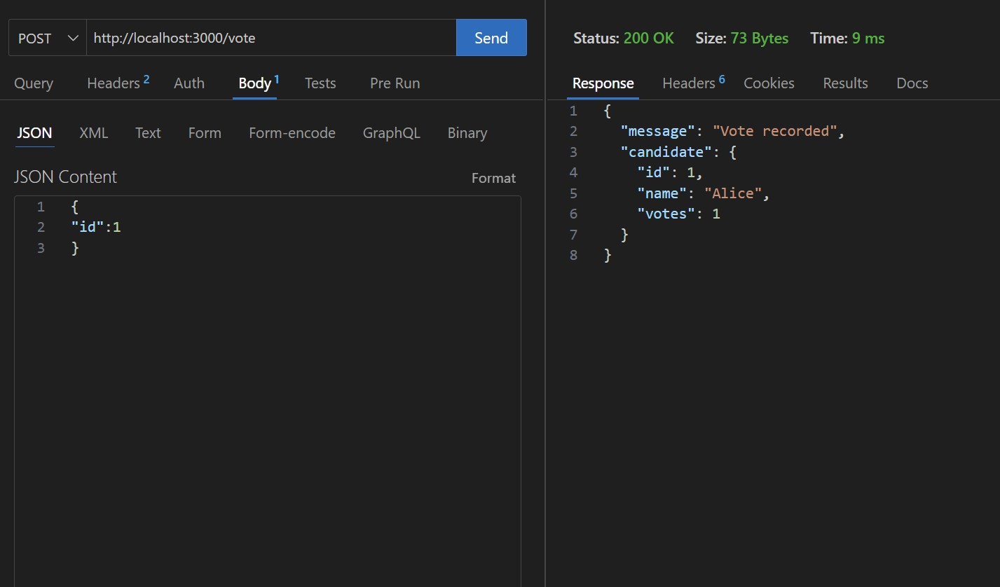 POST http://localhost:3000/vote Send
Query Headers 2 Auth Body 1 Tests Pre Run
JSON XML Text Form Form-encode GraphQL Binary
JSON Content Format
1 {
2 "id":1
3 }
Status: 200 OK Size: 73 Bytes Time: 9 ms
Response Headers 6 Cookies Results Docs
1 {
2 "message": "Vote recorded",
3 "candidate": {
4 "id": 1,
5 "name": "Alice",
6 "votes": 1
7 }
8 }